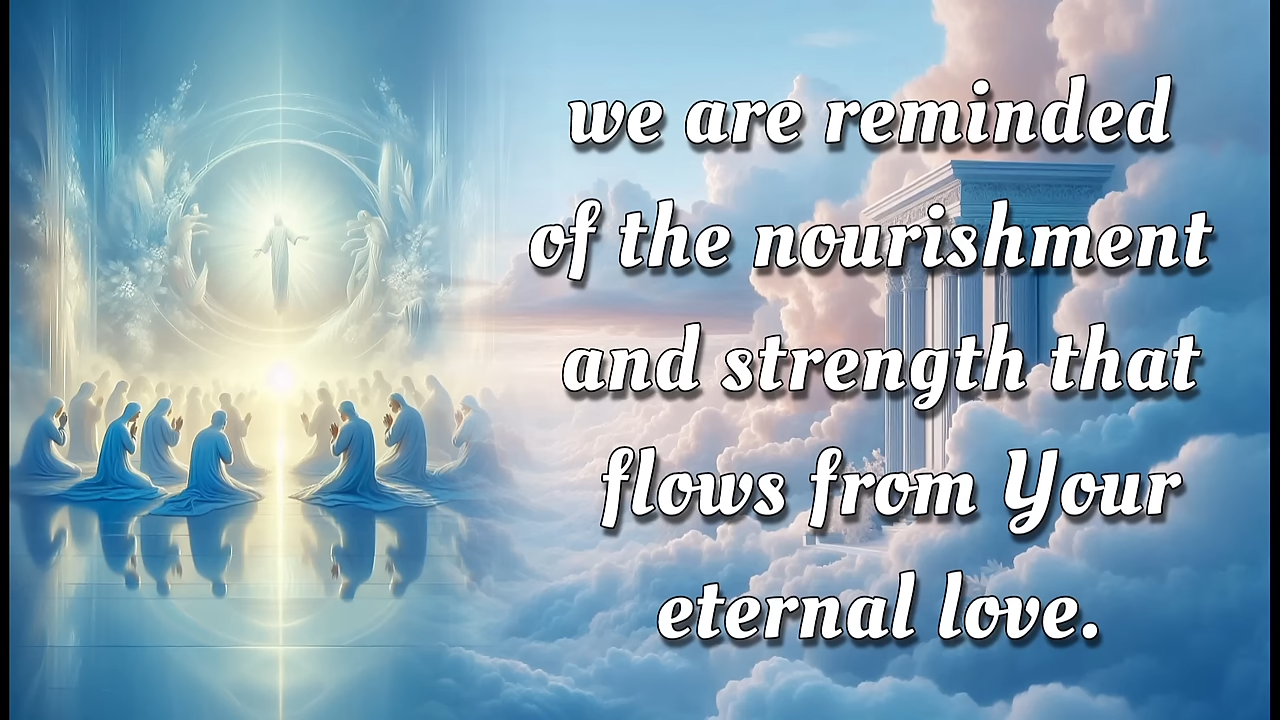 we are reminded
of the nourishment
and strength that
flows from Your
eternal love.